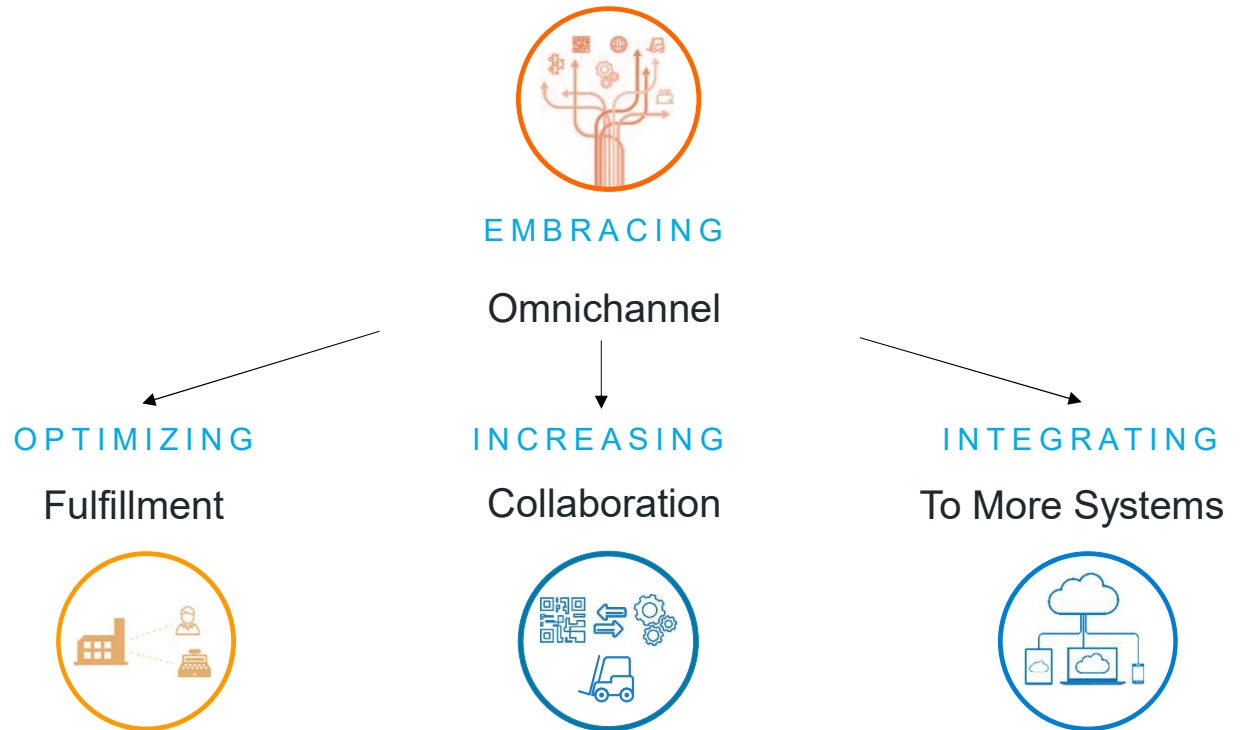 EMBRACING
Omnichannel
OPTIMIZING
INCREASING
INTEGRATING
Fulfillment
Collaboration
To More Systems